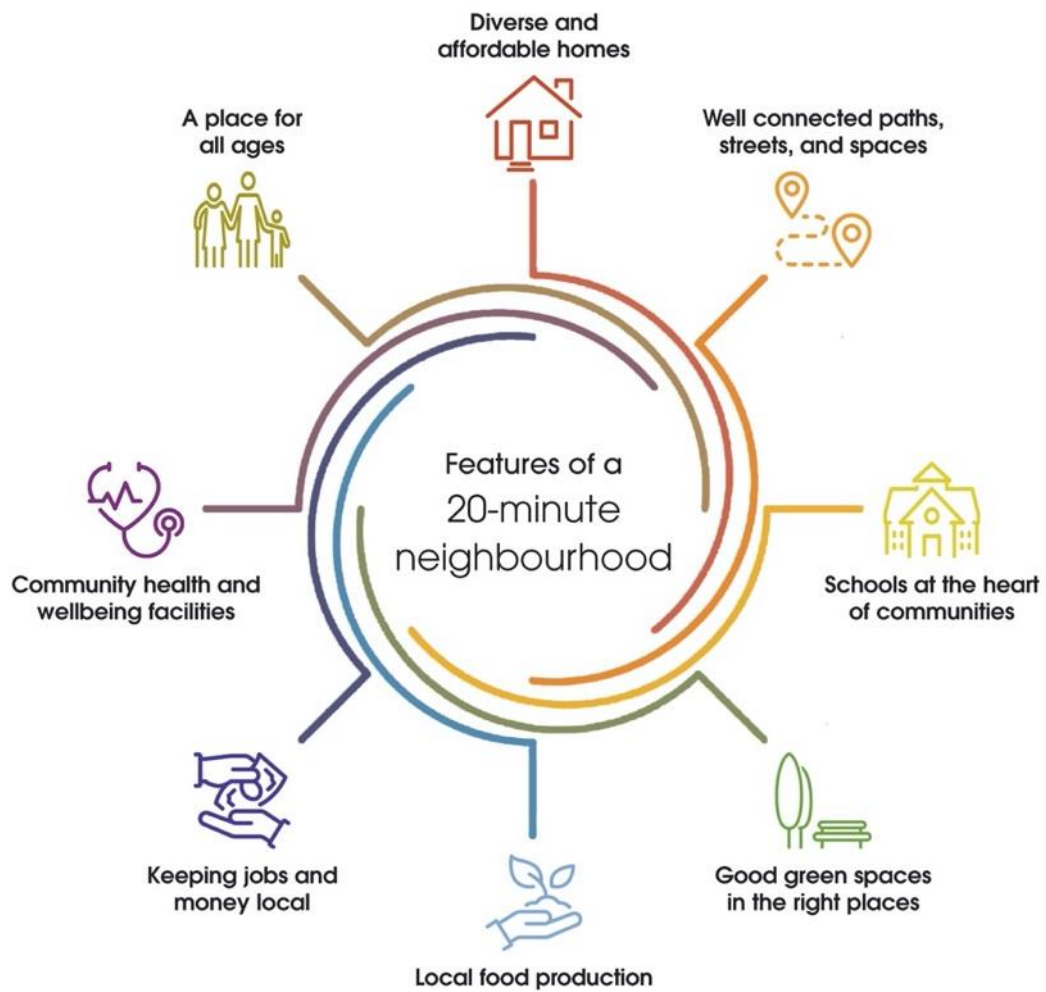 Diverse and
affordable homes
A place for
all ages
Well connected paths,
streets, and spaces
Features of a
20-minute
neighbourhood
Community health and
wellbeing facilities
Schools at the heart
of communities
Keeping jobs and
money local
Good green spaces
in the right places
Local food production